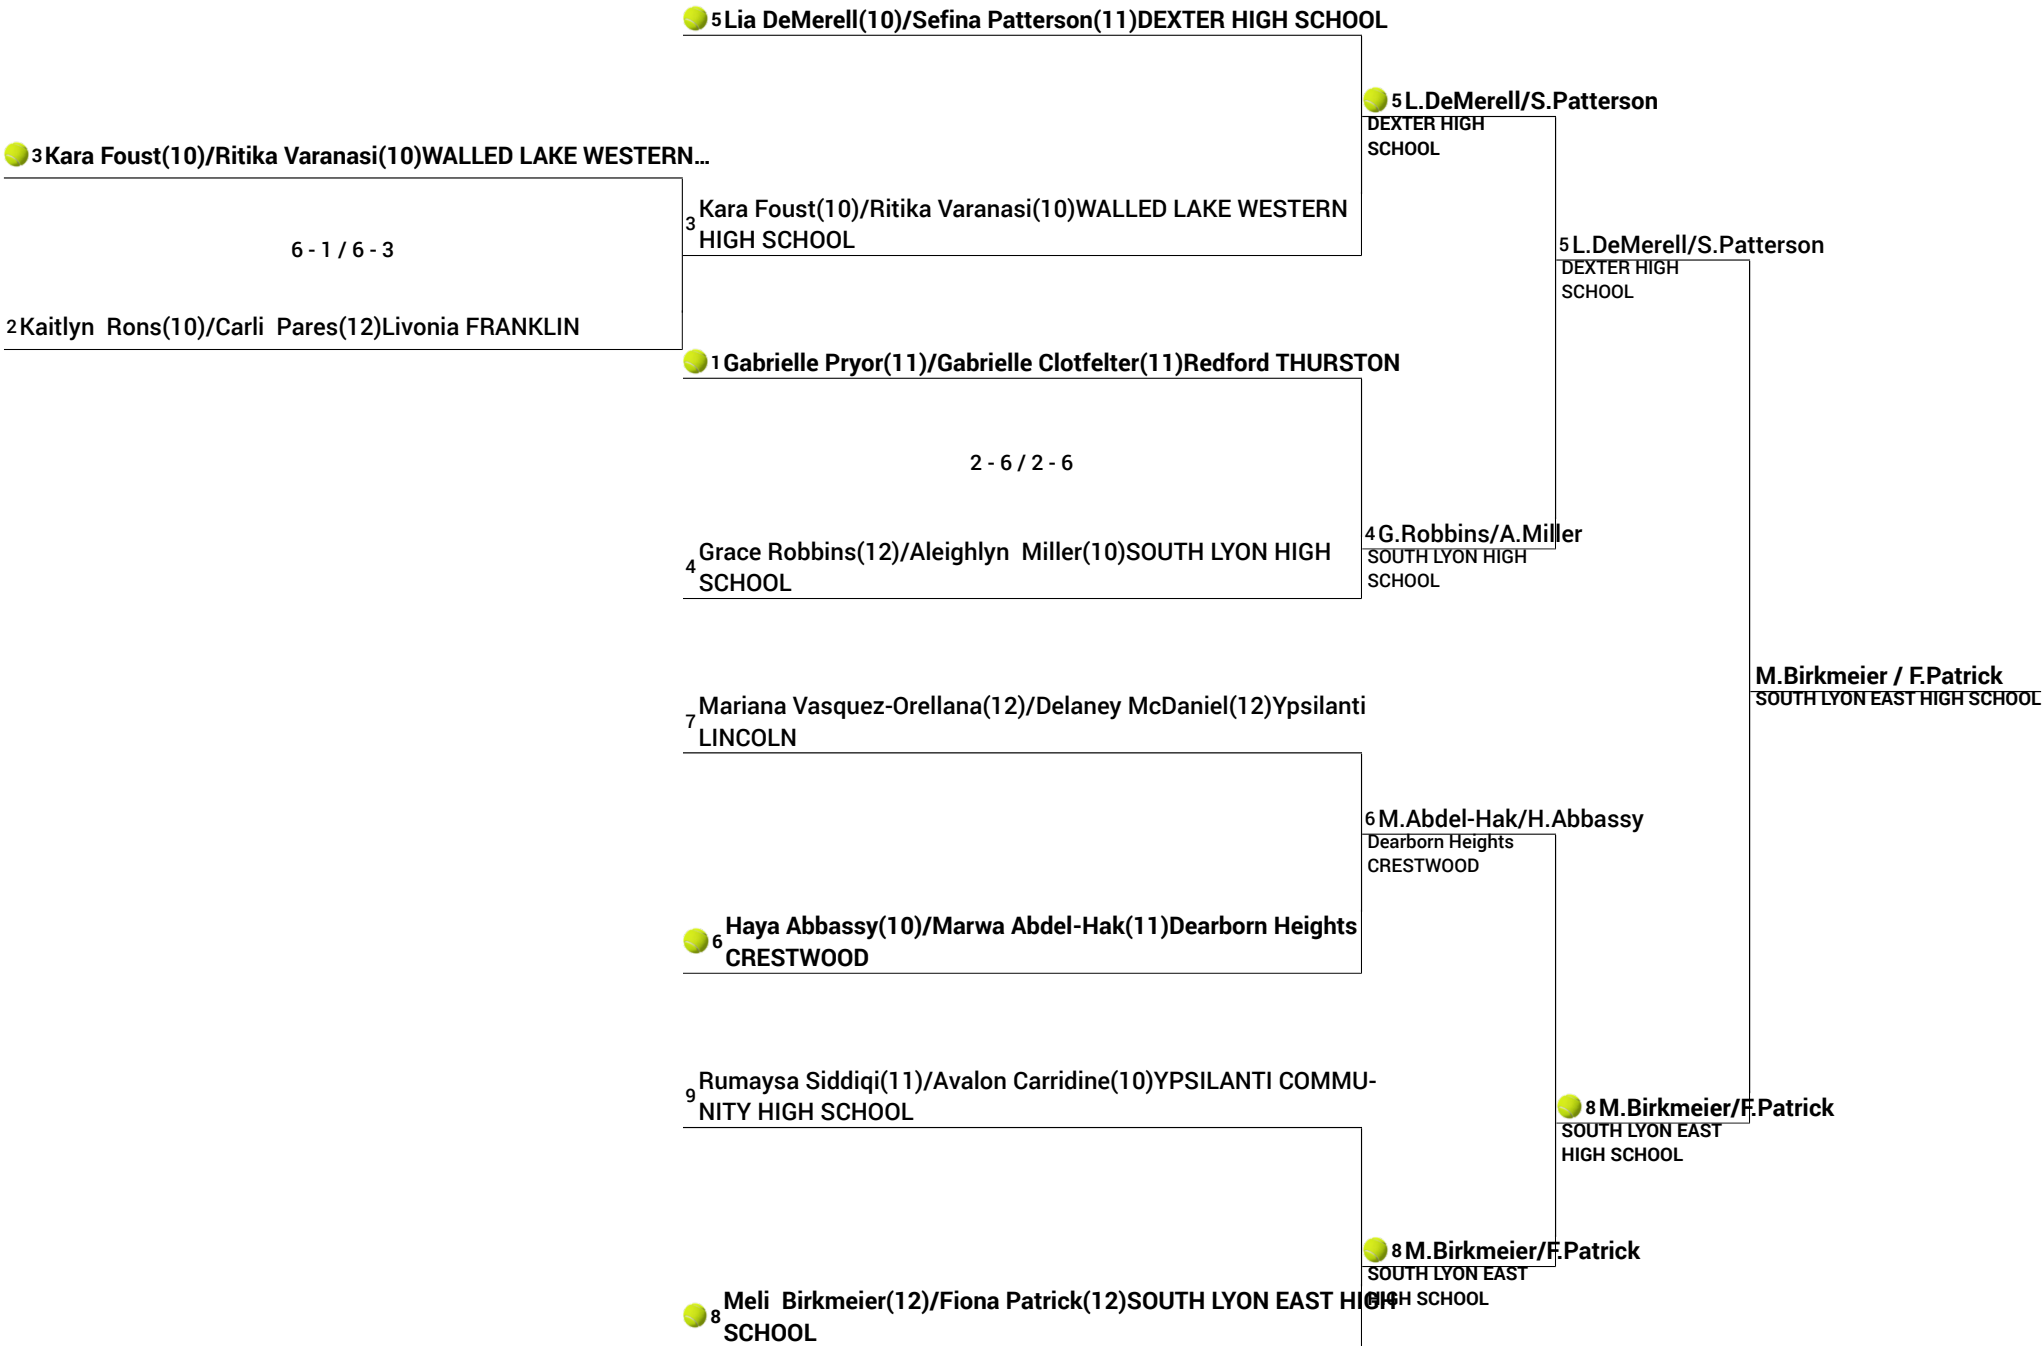 5 Lia DeMerell(10)/Sefina Patterson(11)DEXTER HIGH SCHOOL
5 L.DeMerell/S.Patterson
DEXTER HIGH
SCHOOL
3 Kara Foust(10)/Ritika Varanasi(10)WALLED LAKE WESTERN...
3 Kara Foust(10)/Ritika Varanasi(10)WALLED LAKE WESTERN
HIGH SCHOOL
6 - 1 / 6 - 3
5 L.DeMerell/S.Patterson
DEXTER HIGH
SCHOOL
2 Kaitlyn  Rons(10)/Carli  Pares(12)Livonia FRANKLIN
1 Gabrielle Pryor(11)/Gabrielle Clotfelter(11)Redford THURSTON
2 - 6 / 2 - 6
4 Grace Robbins(12)/Aleighlyn  Miller(10)SOUTH LYON HIGH
SCHOOL
4 G.Robbins/A.Miller
SOUTH LYON HIGH
SCHOOL
M.Birkmeier / F.Patrick
SOUTH LYON EAST HIGH SCHOOL
7 Mariana Vasquez-Orellana(12)/Delaney McDaniel(12)Ypsilanti
LINCOLN
6 M.Abdel-Hak/H.Abbassy
Dearborn Heights
CRESTWOOD
6 Haya Abbassy(10)/Marwa Abdel-Hak(11)Dearborn Heights
CRESTWOOD
9 Rumaysa Siddiqi(11)/Avalon Carridine(10)YPSILANTI COMMU-
NITY HIGH SCHOOL
8 M.Birkmeier/F.Patrick
SOUTH LYON EAST
HIGH SCHOOL
8 M.Birkmeier/F.Patrick
SOUTH LYON EAST
HIGH SCHOOL
8 Meli  Birkmeier(12)/Fiona Patrick(12)SOUTH LYON EAST HIGH
SCHOOL